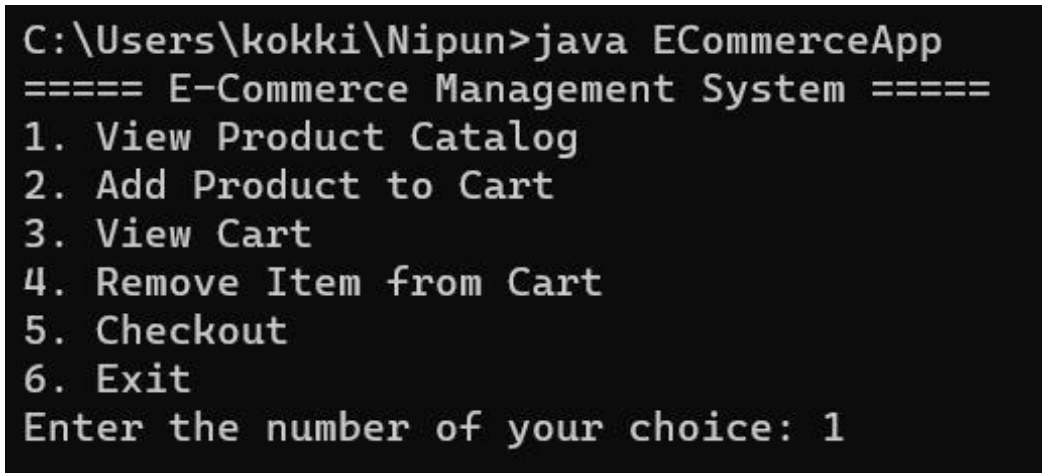 C:\Users\kokki\Nipun>java ECommerceApp
===== E-Commerce Management System =====
1. View Product Catalog
2. Add Product to Cart
3. View Cart
4. Remove Item from Cart
5. Checkout
6. Exit
Enter the number of your choice: 1